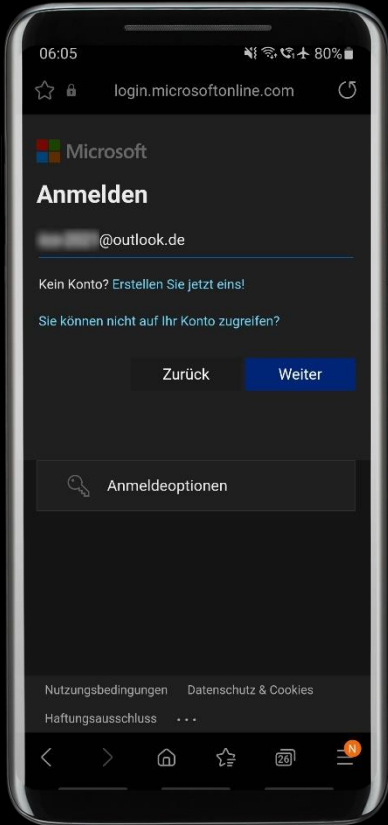 06:05 80%
login.microsoftonline.com
Microsoft
Anmelden
@outlook.de
Kein Konto? Erstellen Sie jetzt eins!
Sie können nicht auf Ihr Konto zugreifen?
Zurück Weiter
Anmeldeoptionen
Nutzungsbedingungen Datenschutz & Cookies
Haftungsausschluss ...
26 N